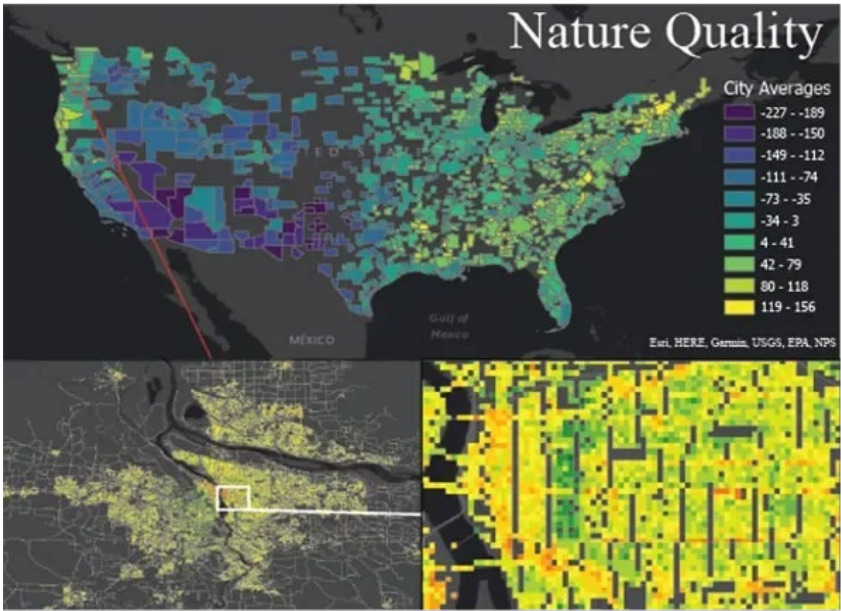 Nature Quality
City Averages
-227 - -189
-188 - -150
-149 - -112
-111 - -74
-73 - -35
-34 - 3
4 - 41
42 - 79
80 - 118
119 - 156
Gulf of
Mexico
MÉXICO
Esri, HERE, Garmin, USGS, EPA, NPS